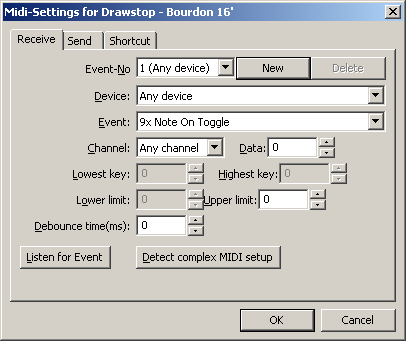 Midi-Settings for Drawstop - Bourdon 16'
Receive Send Shortcut
Event-No 1 (Any device) New Delete
Device: Any device
Event: 9x Note On Toggle
Channel: Any channel Data: 0
Lowest key: 0 Highest key: 0
Lower limit: 0 Upper limit: 0
Debounce time(ms): 0
Listen for Event Detect complex MIDI setup
OK Cancel